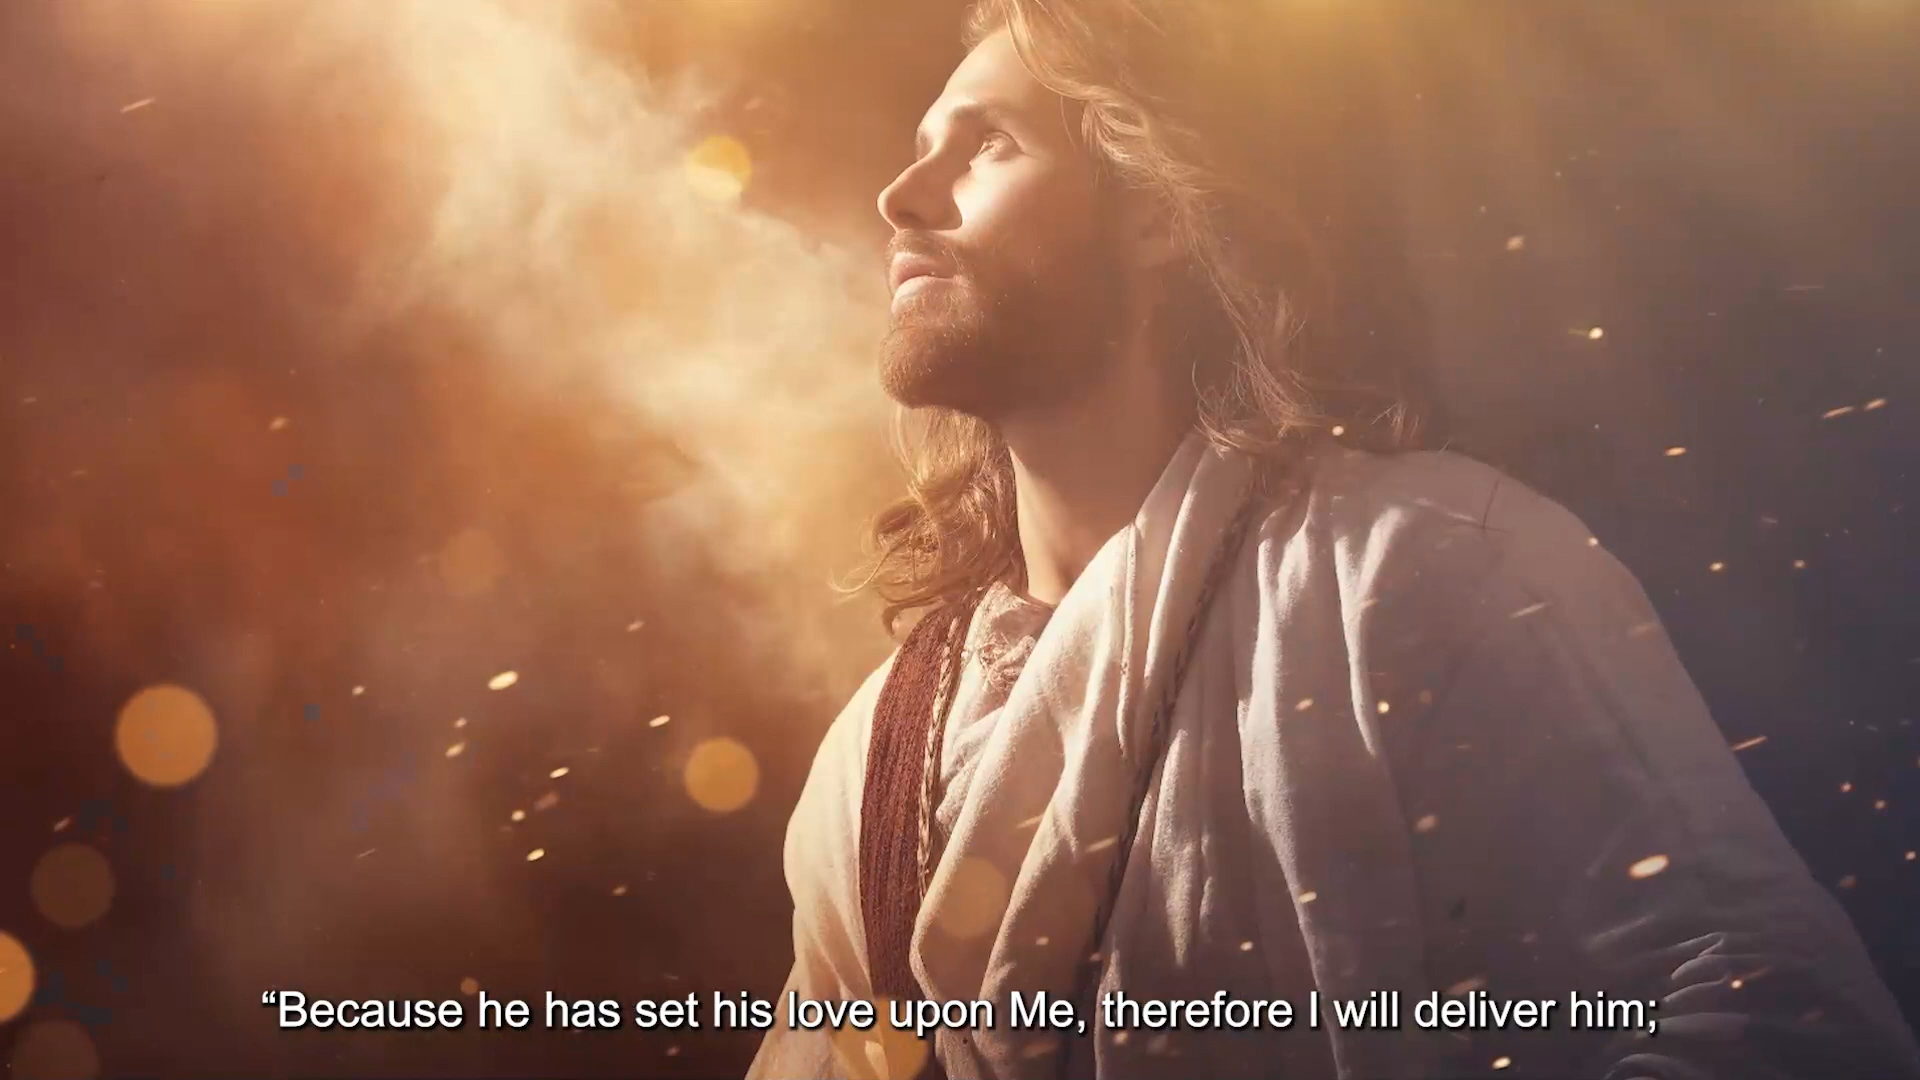 “Because he has set his love upon Me, therefore I will deliver him;